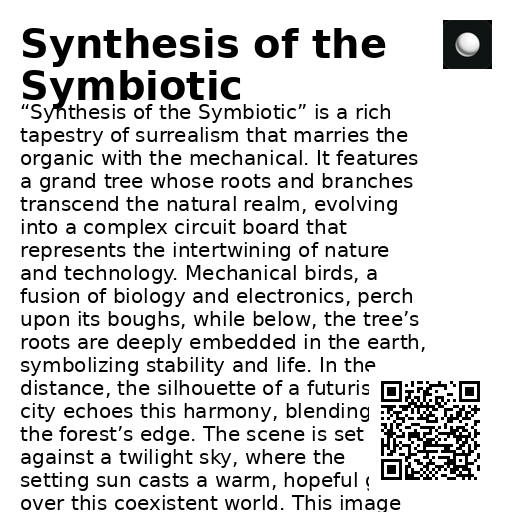 Synthesis of the
Symbiotic
“Synthesis of the Symbiotic” is a rich
tapestry of surrealism that marries the
organic with the mechanical. It features
a grand tree whose roots and branches
transcend the natural realm, evolving
into a complex circuit board that
represents the intertwining of nature
and technology. Mechanical birds, a
fusion of biology and electronics, perch
upon its boughs, while below, the tree’s
roots are deeply embedded in the earth,
symbolizing stability and life. In the
distance, the silhouette of a futuris
city echoes this harmony, blending
the forest’s edge. The scene is set
against a twilight sky, where the
setting sun casts a warm, hopeful
over this coexistent world. This image